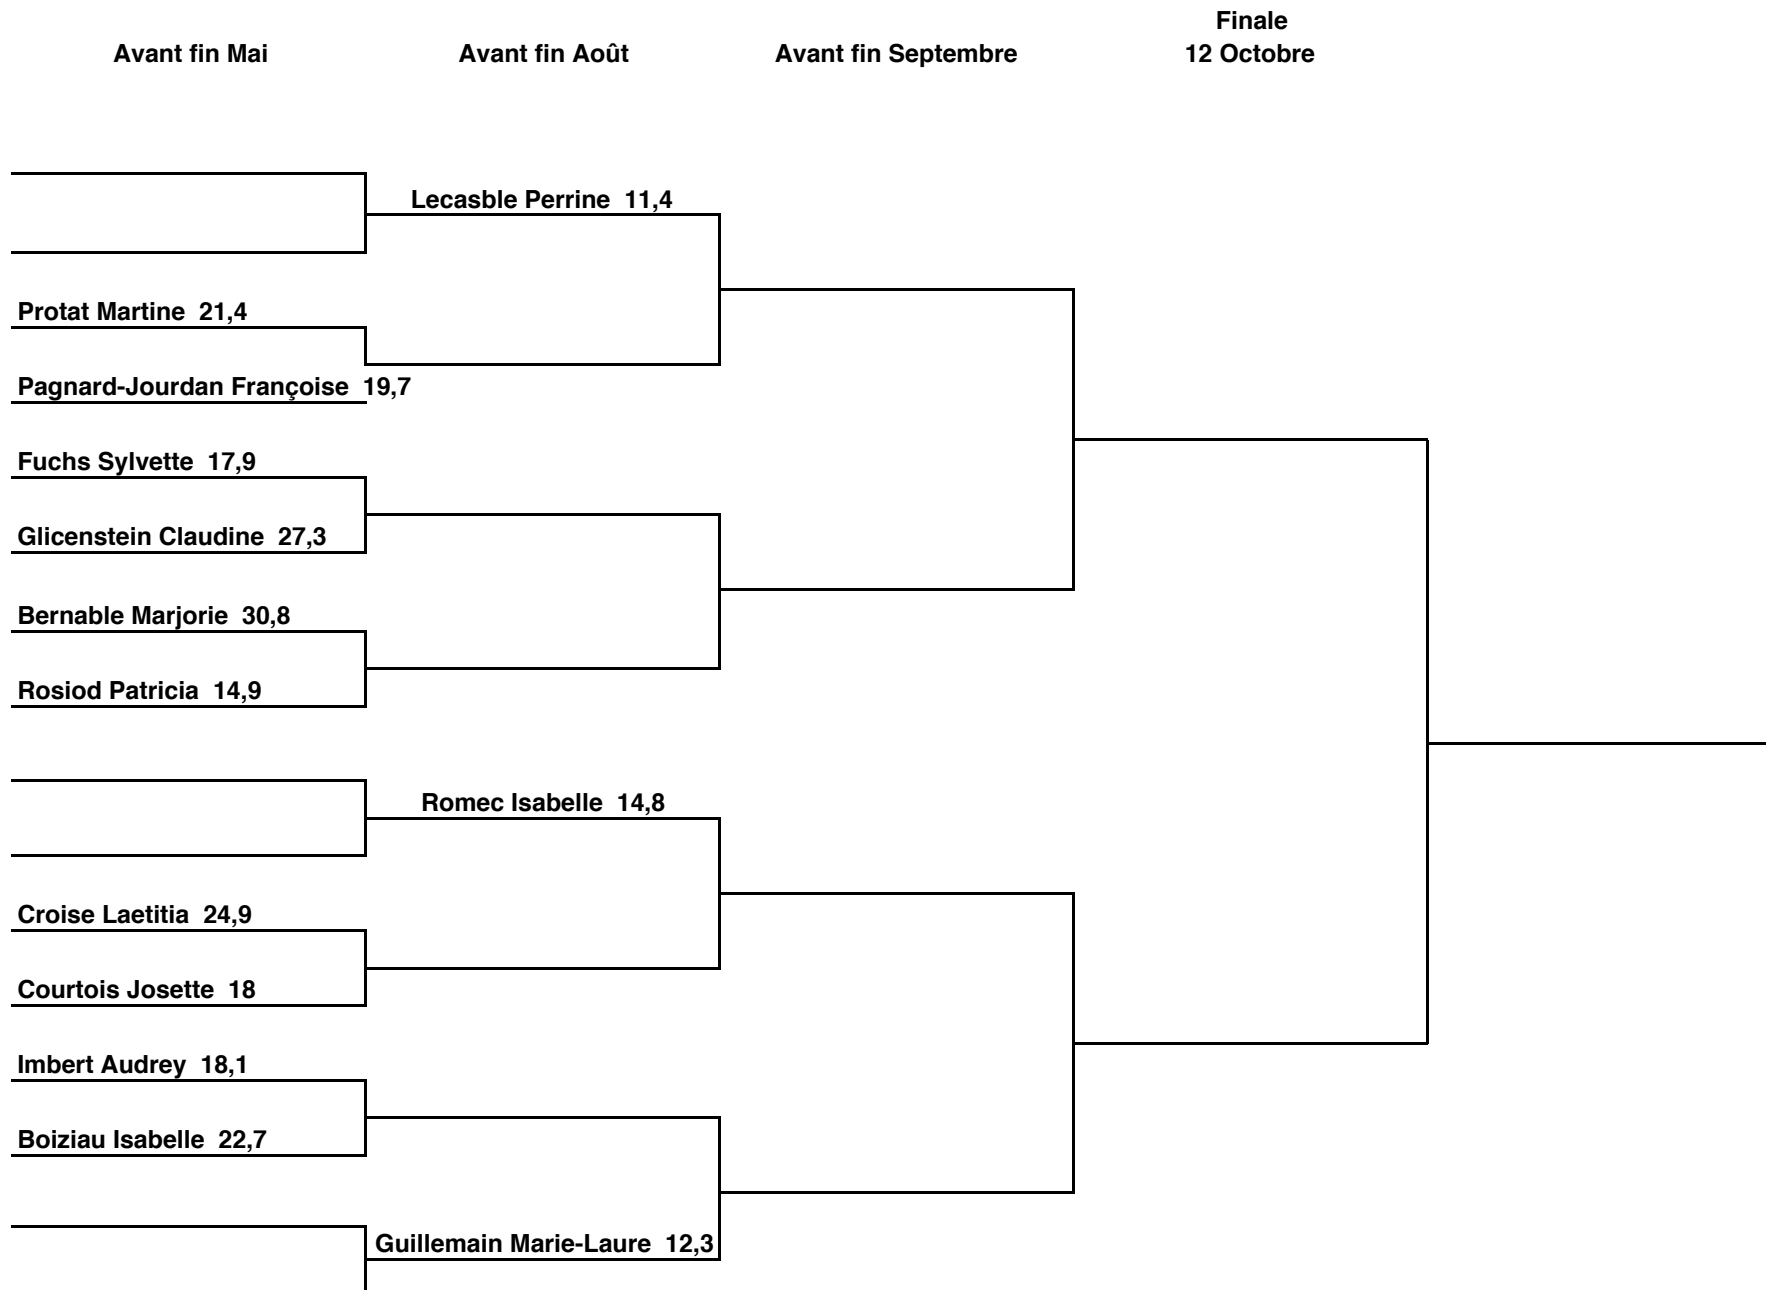 Finale
Avant fin Mai Avant fin Août Avant fin Septembre 12 Octobre
Lecasble Perrine 11,4
Protat Martine 21,4
Pagnard-Jourdan Françoise 19,7
Fuchs Sylvette 17,9
Glicenstein Claudine 27,3
Bernable Marjorie 30,8
Rosiod Patricia 14,9
Romec Isabelle 14,8
Croise Laetitia 24,9
Courtois Josette 18
Imbert Audrey 18,1
Boiziau Isabelle 22,7
Guillemain Marie-Laure 12,3